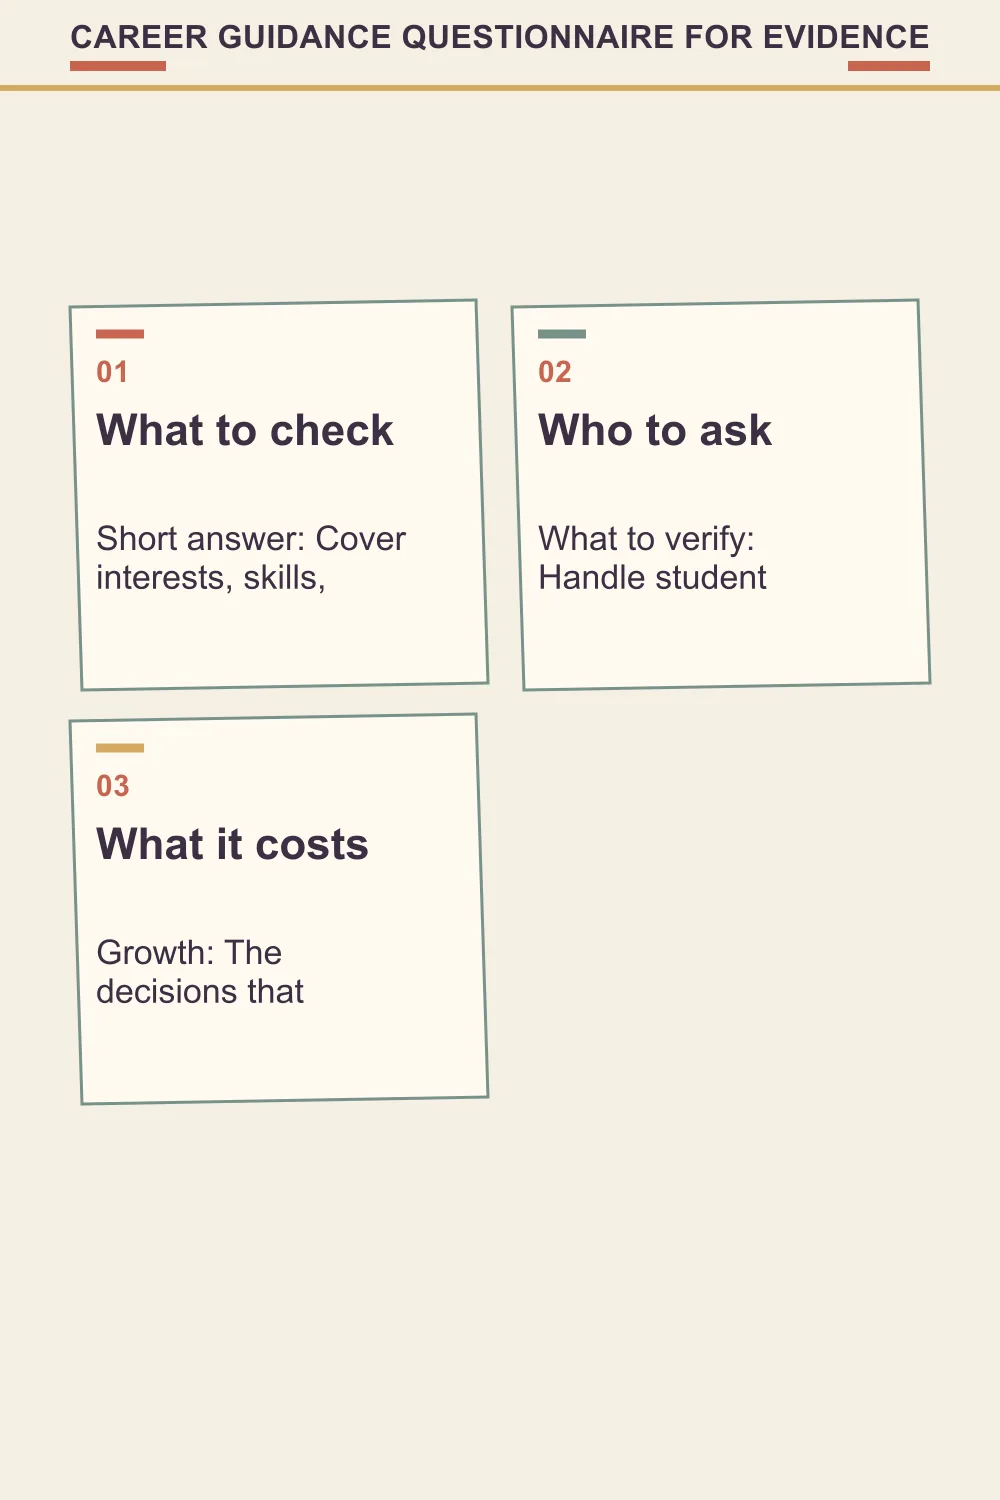 CAREER GUIDANCE QUESTIONNAIRE FOR EVIDENCE
01
What to check
Short answer: Cover
interests, skills,
02
Who to ask
What to verify:
Handle student
03
What it costs
Growth: The
decisions that